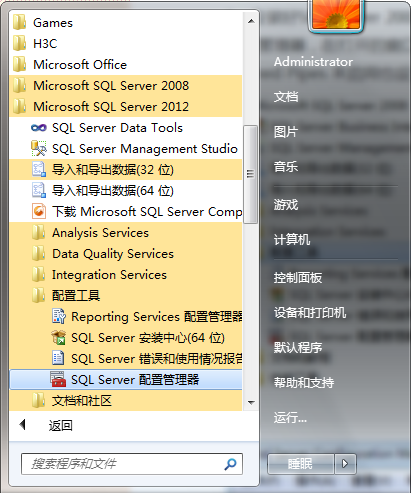 Games
H3C
Microsoft Office
Microsoft SQL Server 2008
Microsoft SQL Server 2012
SQL Server Data Tools
SQL Server Management Studio
导入和导出数据(32 位)
导入和导出数据(64 位)
下载 Microsoft SQL Server Comp
Analysis Services
Data Quality Services
Integration Services
配置工具
Reporting Services 配置管理器
SQL Server 安装中心(64 位)
SQL Server 错误和使用情况报告
SQL Server 配置管理器
文档和社区
返回
搜索程序和文件
Administrator
文档
图片
音乐
游戏
计算机
控制面板
设备和打印机
默认程序
帮助和支持
运行...
睡眠